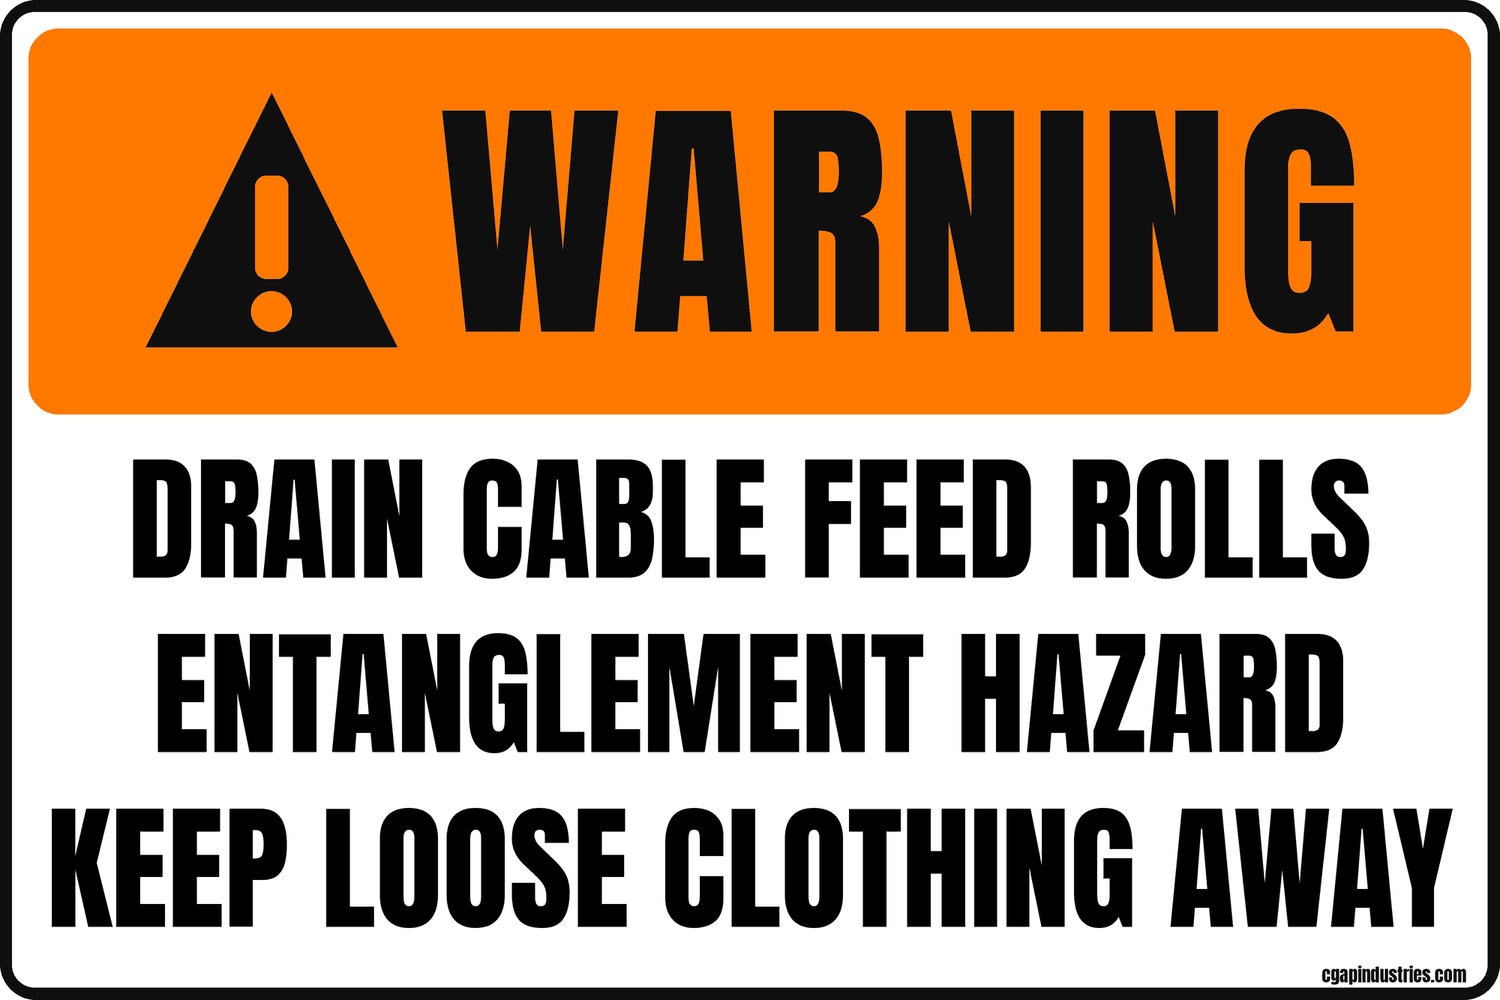 WARNING
DRAIN CABLE FEED ROLLS
ENTANGLEMENT HAZARD
KEEP LOOSE CLOTHING AWAY
cgapindustries.com